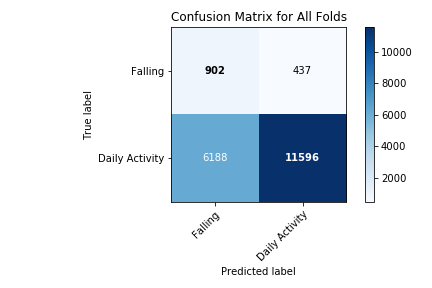 Confusion Matrix for All Folds
Falling
902
437
Daily Activity
6188
11596
True label
Falling
Daily Activity
Predicted label
10000
8000
6000
4000
2000